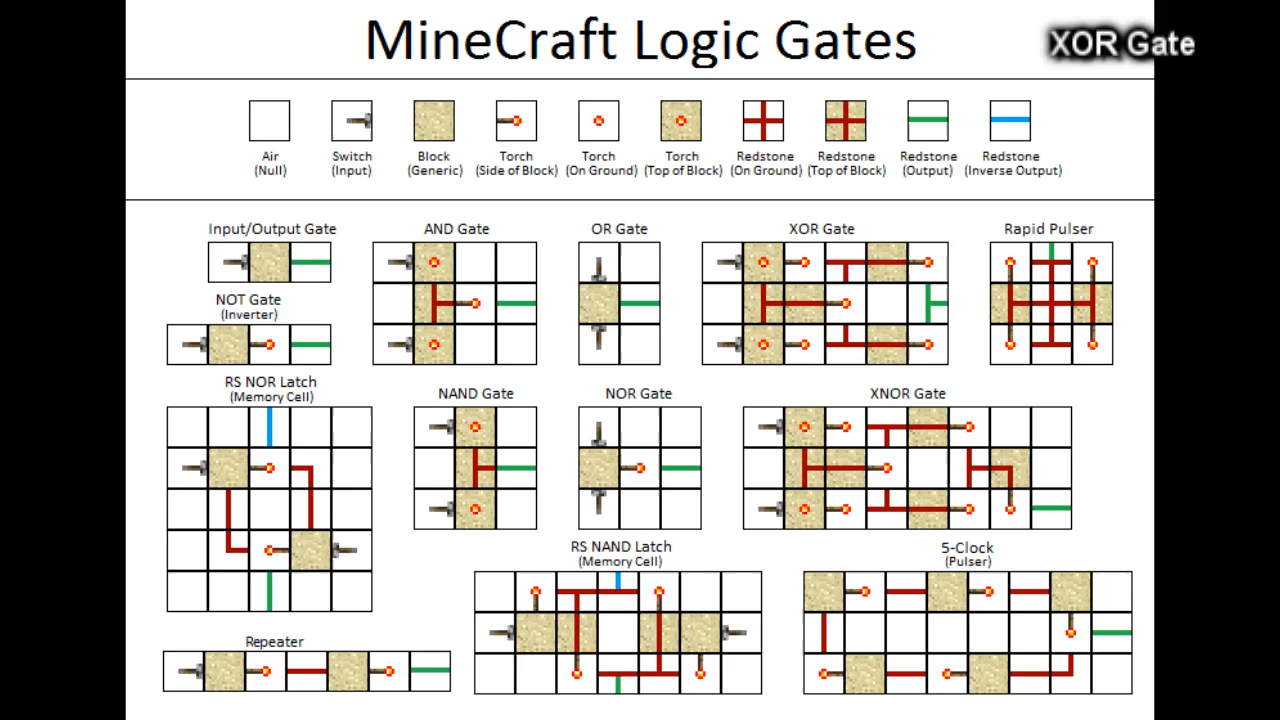 MineCraft Logic Gates
XOR Gate
Air
(Null)
Switch
(Input)
Block
(Generic)
Torch
(Side of Block)
Torch
(On Ground)
Torch
(Top of Block)
Redstone
(On Ground)
Redstone
(Top of Block)
Redstone
(Output)
Redstone
(Inverse Output)
Input/Output Gate
AND Gate
OR Gate
XOR Gate
Rapid Pulser
NOT Gate
(Inverter)
RS NOR Latch
(Memory Cell)
NAND Gate
NOR Gate
XNOR Gate
RS NAND Latch
(Memory Cell)
5-Clock
(Pulser)
Repeater